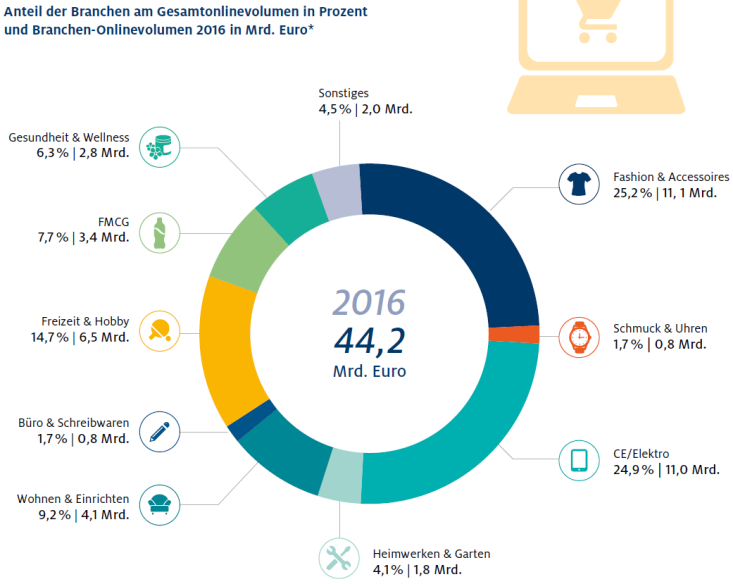 Anteil der Branchen am Gesamtonlinevolumen in Prozent
und Branchen-Onlinevolumen 2016 in Mrd. Euro*
Sonstiges
4,5 % | 2,0 Mrd.
Gesundheit & Wellness
6,3 % | 2,8 Mrd.
Fashion & Accessoires
25,2 % | 11, 1 Mrd.
FMCG
7,7 % | 3,4 Mrd.
2016
44,2
Mrd. Euro
Freizeit & Hobby
14,7 % | 6,5 Mrd.
Schmuck & Uhren
1,7 % | 0,8 Mrd.
Büro & Schreibwaren
1,7 % | 0,8 Mrd.
CE/Elektro
24,9 % | 11,0 Mrd.
Wohnen & Einrichten
9,2 % | 4,1 Mrd.
Heimwerken & Garten
4,1 % | 1,8 Mrd.